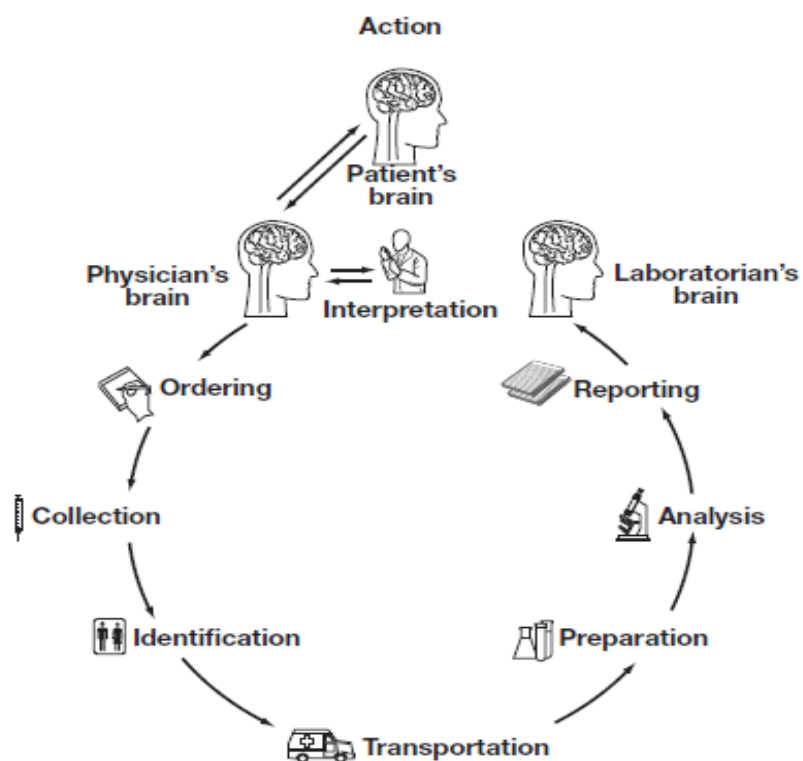 Action
Patient's
brain
Physician's
brain
Interpretation
Laboratorian's
brain
Ordering
Reporting
Collection
Analysis
Identification
Preparation
Transportation